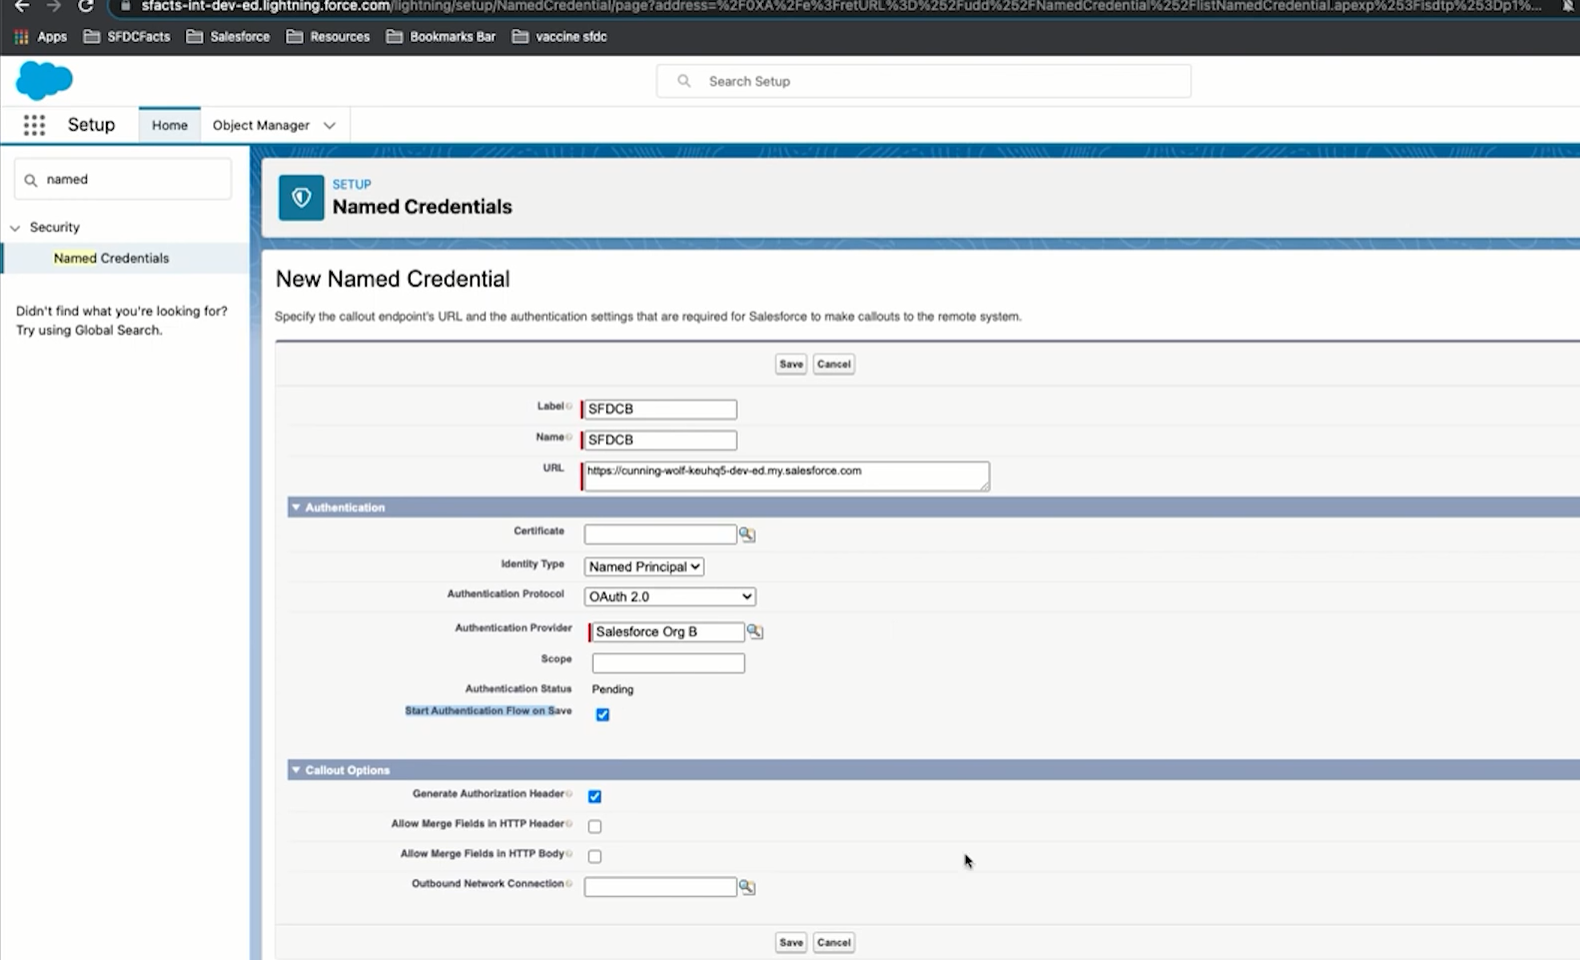 sfacts-int-dev-ed.lightning.force.com/lightning/setup/NamedCredential/page?address=%2F0XA%2Fe%3FretURL%3D%252Fudd%252FNamedCredential%252FlistNamedCredential.apexp%253Fisdtp%253Dp1%...
Apps SFDCFacts Salesforce Resources Bookmarks Bar vaccine sfdc
Search Setup
Setup Home Object Manager
named
Security
Named Credentials
Didn't find what you're looking for?
Try using Global Search.
SETUP
Named Credentials
New Named Credential
Specify the callout endpoint's URL and the authentication settings that are required for Salesforce to make callouts to the remote system.
Save Cancel
Label SFDCB
Name SFDCB
URL https://cunning-wolf-keuhq5-dev-ed.my.salesforce.com
Authentication
Certificate
Identity Type Named Principal
Authentication Protocol OAuth 2.0
Authentication Provider Salesforce Org B
Scope
Authentication Status Pending
Start Authentication Flow on Save
Callout Options
Generate Authorization Header
Allow Merge Fields in HTTP Header
Allow Merge Fields in HTTP Body
Outbound Network Connection
Save Cancel